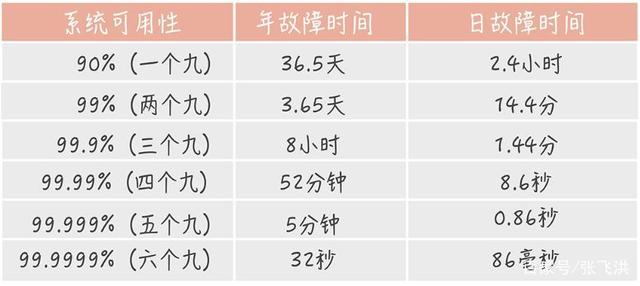 系统可用性 年故障时间 日故障时间
90% (一个九) 36.5天 2.4小时
99% (两个九) 3.65天 14.4分
99.9% (三个九) 8小时 1.44分
99.99% (四个九) 52分钟 8.6秒
99.999% (五个九) 5分钟 0.86秒
99.9999% (六个九) 32秒 86毫秒
百家号/张飞洪